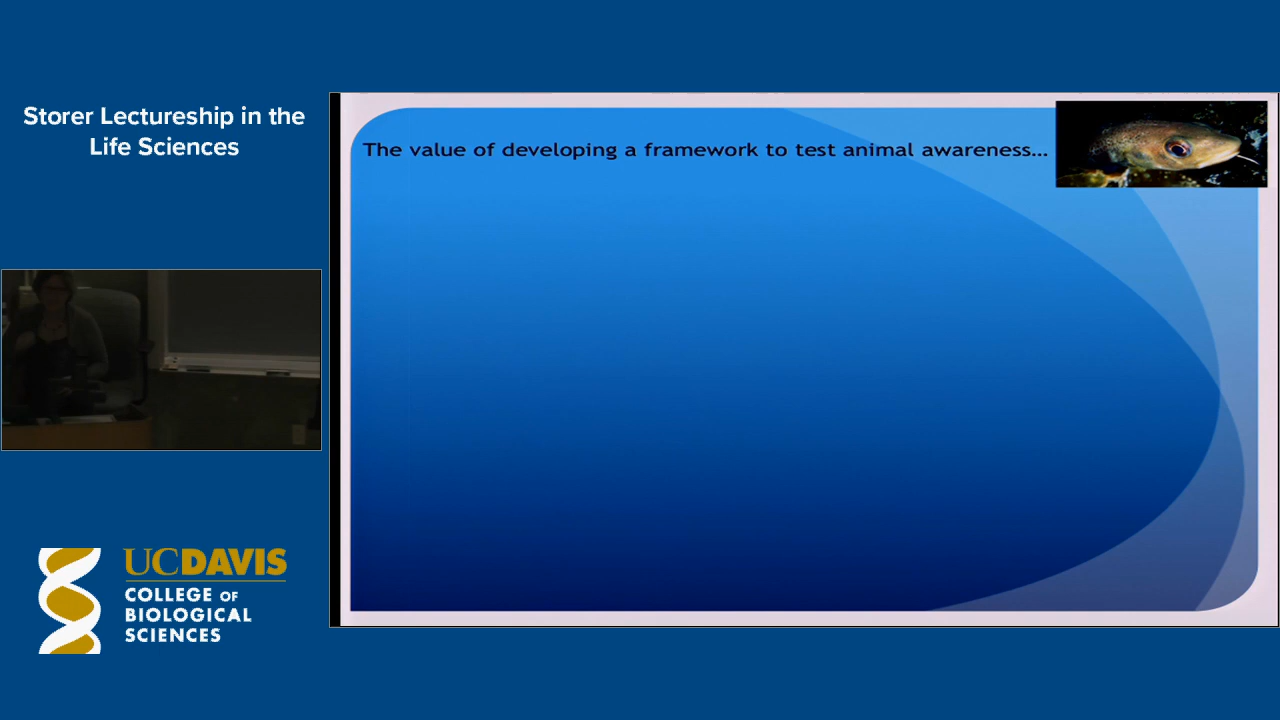 Storer Lectureship in the
Life Sciences
The value of developing a framework to test animal awareness...
UCDAVIS
COLLEGE OF
BIOLOGICAL
SCIENCES